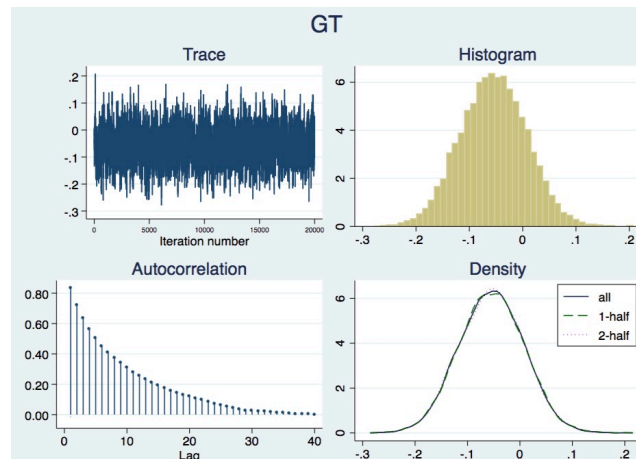 GT
Trace
.2
.1
0
-.1
-.2
-.3
0 5000 10000 15000 20000
Iteration number
Histogram
6
4
2
0
-.3 -.2 -.1 0 .1 .2
Autocorrelation
0.80
0.60
0.40
0.20
0.00
0 10 20 30 40
Lag
Density
all
1-half
2-half
6
4
2
0
-.3 -.2 -.1 0 .1 .2